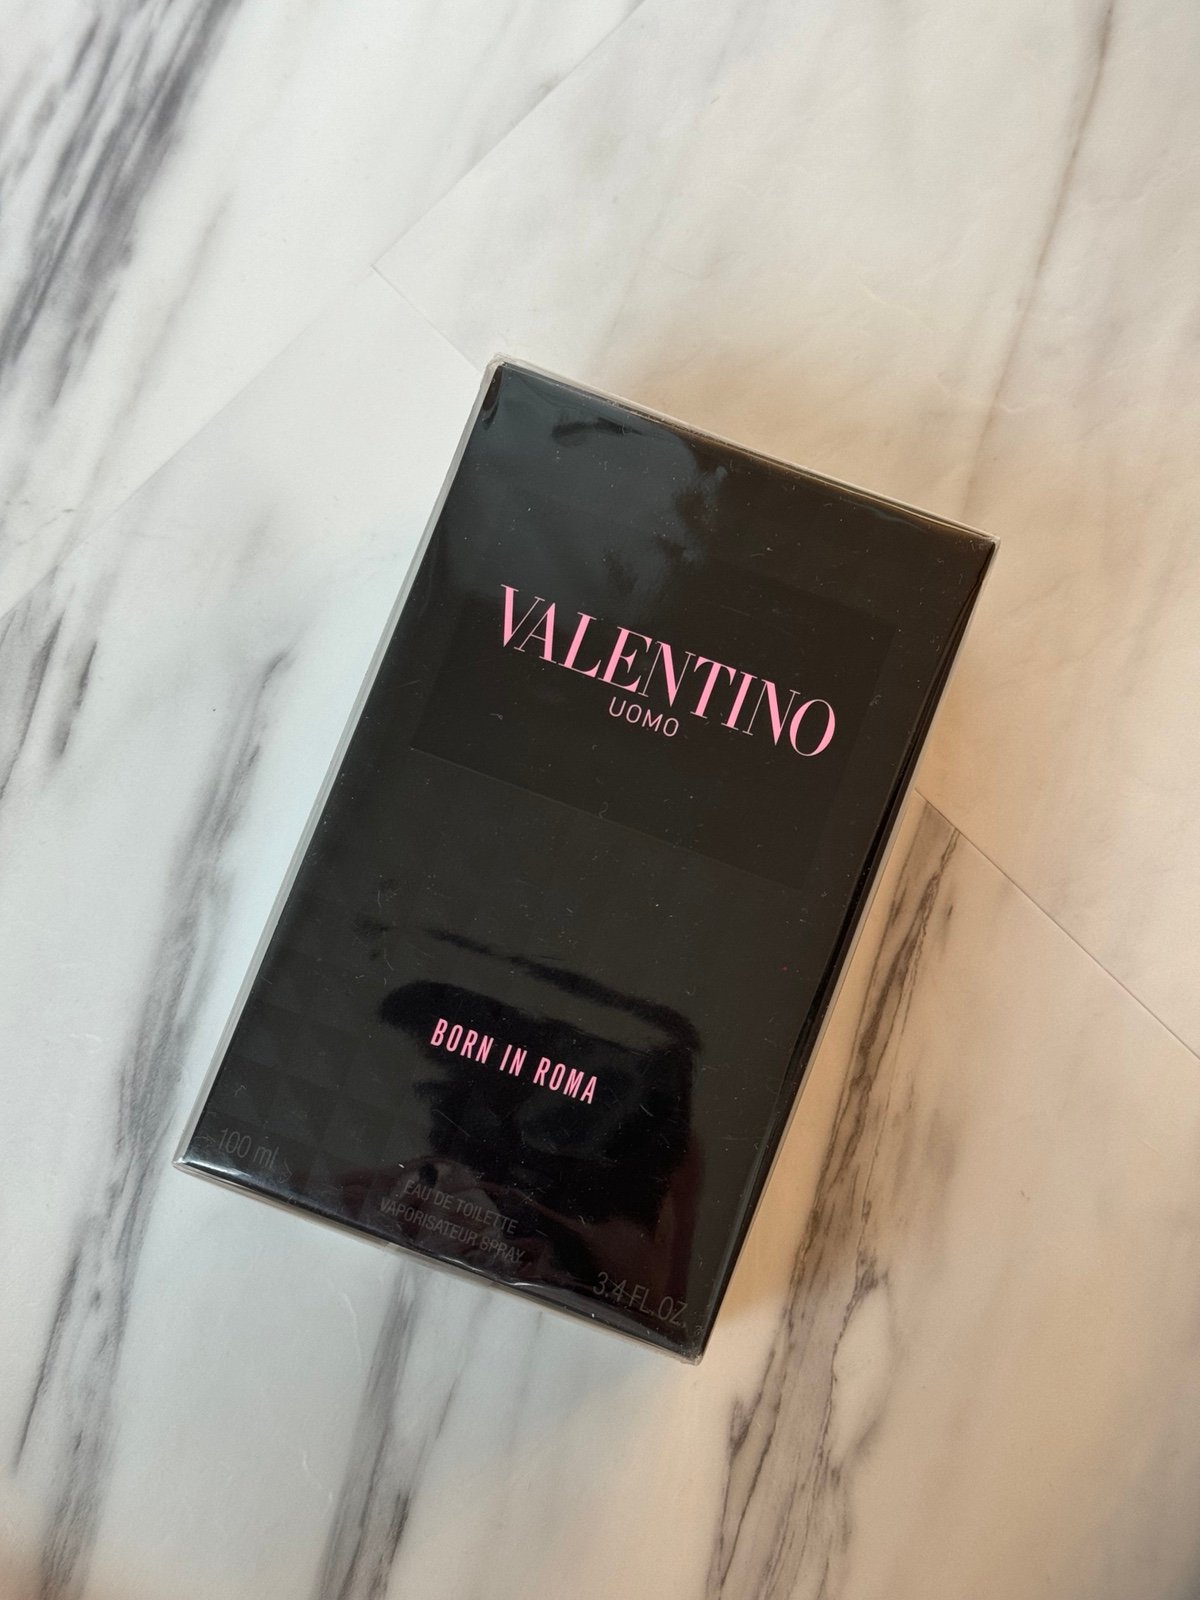 VALENTINO
UOMO
BORN IN ROMA
100 ml
EAU DE TOILETTE
VAPORISATEUR SPRAY
3.4 FL.OZ.